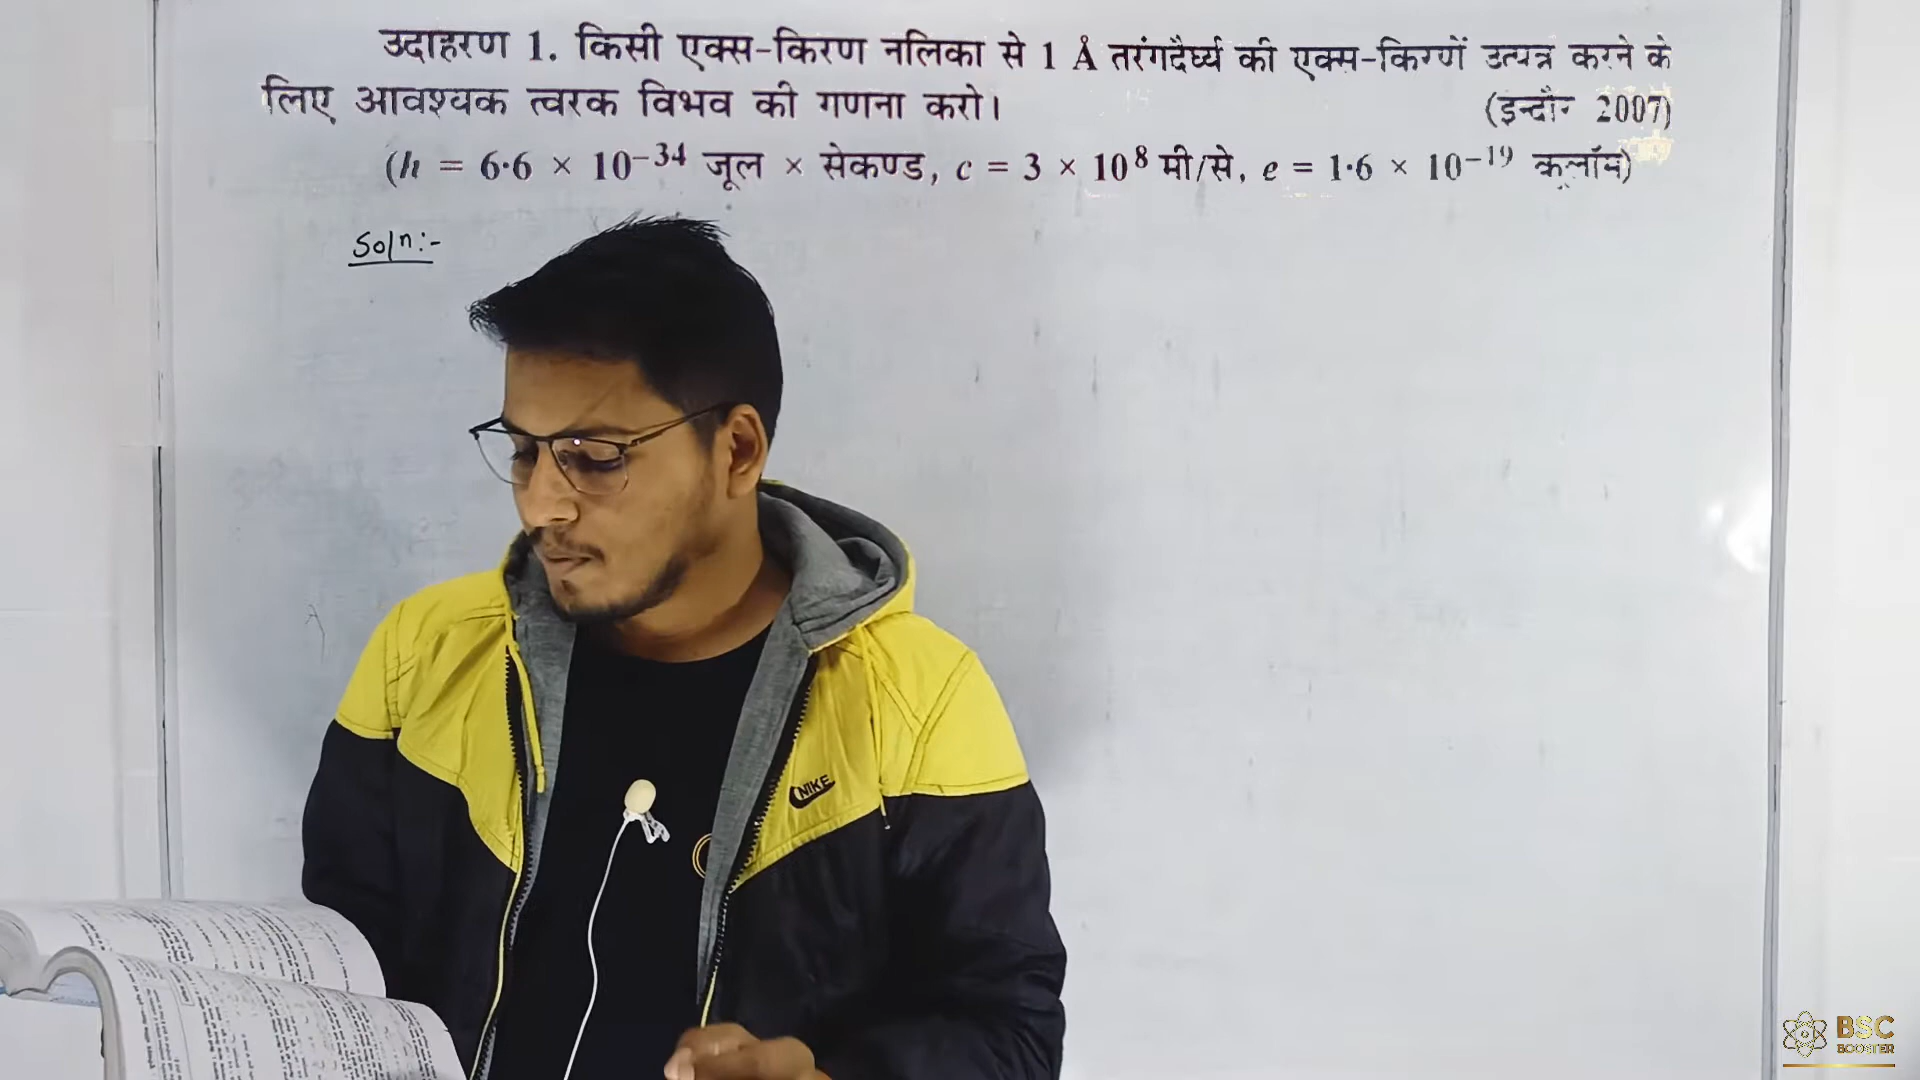 उदाहरण 1. किसी एक्स-किरण नलिका से 1 Å तरंगदैर्घ्य की एक्स-किरणें उत्पन्न करने के
लिए आवश्यक त्वरक विभव की गणना करो। (इन्दौर 2007)
(h = 6·6 × 10⁻³⁴ जूल × सेकण्ड, c = 3 × 10⁸ मी/से, e = 1·6 × 10⁻¹⁹ कूलॉम)
Solⁿ:-
NIKE
BSC
BOOSTER